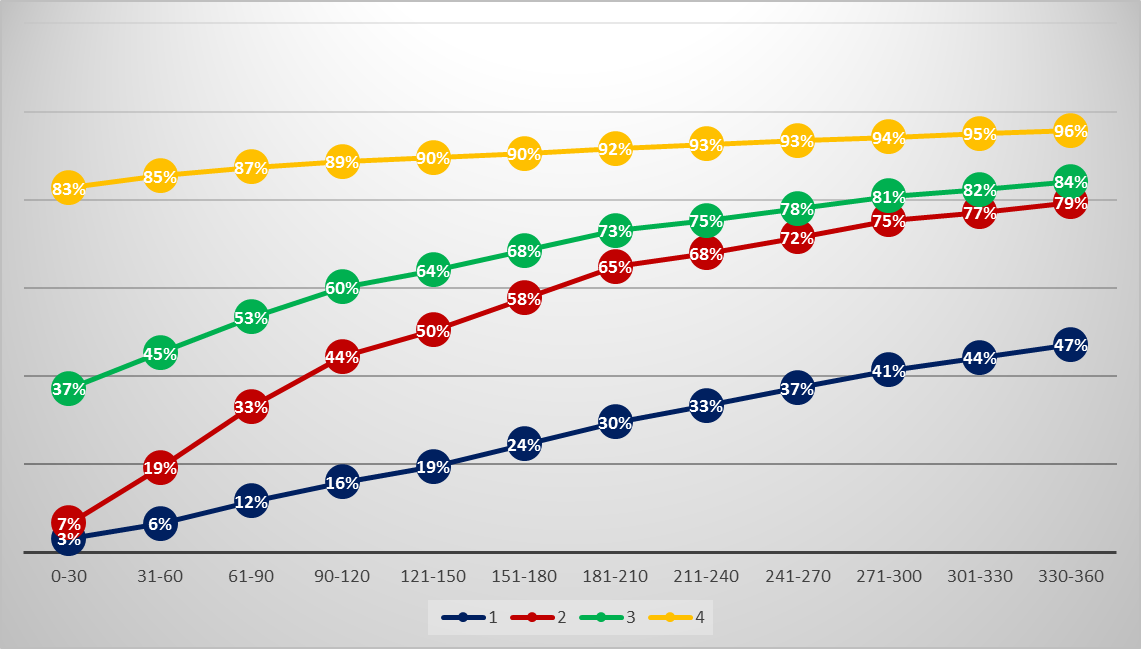 83% 85% 87% 89% 90% 90% 92% 93% 93% 94% 95% 96%
37% 45% 53% 60% 64% 68% 73% 75% 78% 81% 82% 84%
7% 19% 33% 44% 50% 58% 65% 68% 72% 75% 77% 79%
3% 6% 12% 16% 19% 24% 30% 33% 37% 41% 44% 47%
0-30 31-60 61-90 90-120 121-150 151-180 181-210 211-240 241-270 271-300 301-330 330-360
1 2 3 4